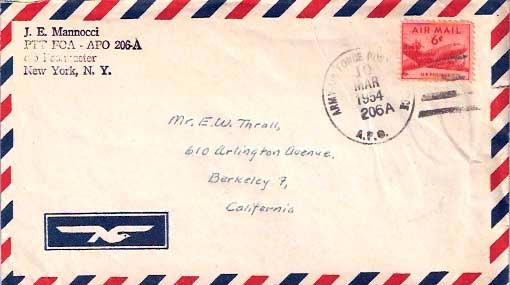 J. E. Mannocci
PTT FOA - APO 206-A
c/o Postmaster
New York, N. Y.
AIR MAIL
6¢
ARMY
10
MAR
1954
206A
A.P.O.
Mr. E.W. Thrall,
610 Arlington Avenue,
Berkeley 7,
California